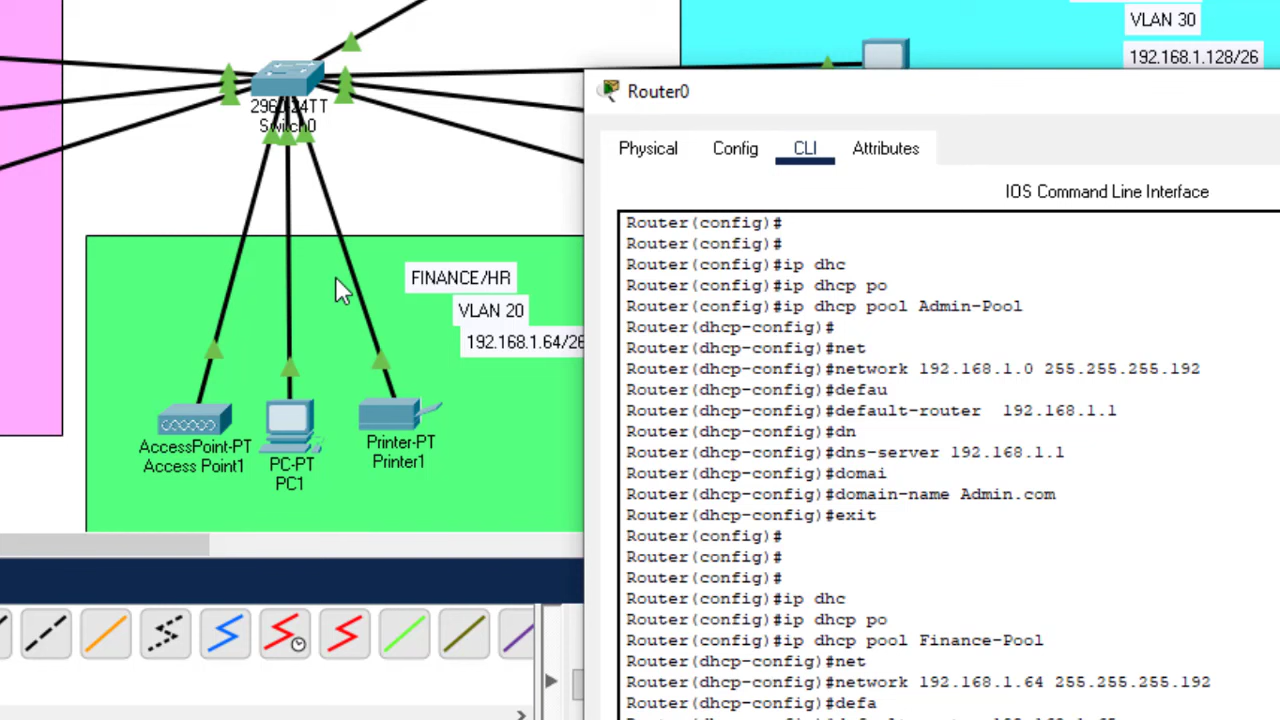 VLAN 30
192.168.1.128/26
Switch0
FINANCE/HR
VLAN 20
192.168.1.64/26
AccessPoint-PT
Access Point1
PC-PT
PC1
Printer-PT
Printer1
Router0
Physical
Config
CLI
Attributes
IOS Command Line Interface
Router(config)#
Router(config)#
Router(config)#ip dhc
Router(config)#ip dhcp po
Router(config)#ip dhcp pool Admin-Pool
Router(dhcp-config)#
Router(dhcp-config)#net
Router(dhcp-config)#network 192.168.1.0 255.255.255.192
Router(dhcp-config)#defau
Router(dhcp-config)#default-router  192.168.1.1
Router(dhcp-config)#dn
Router(dhcp-config)#dns-server 192.168.1.1
Router(dhcp-config)#domai
Router(dhcp-config)#domain-name Admin.com
Router(dhcp-config)#exit
Router(config)#
Router(config)#
Router(config)#
Router(config)#ip dhc
Router(config)#ip dhcp po
Router(config)#ip dhcp pool Finance-Pool
Router(dhcp-config)#net
Router(dhcp-config)#network 192.168.1.64 255.255.255.192
Router(dhcp-config)#defa